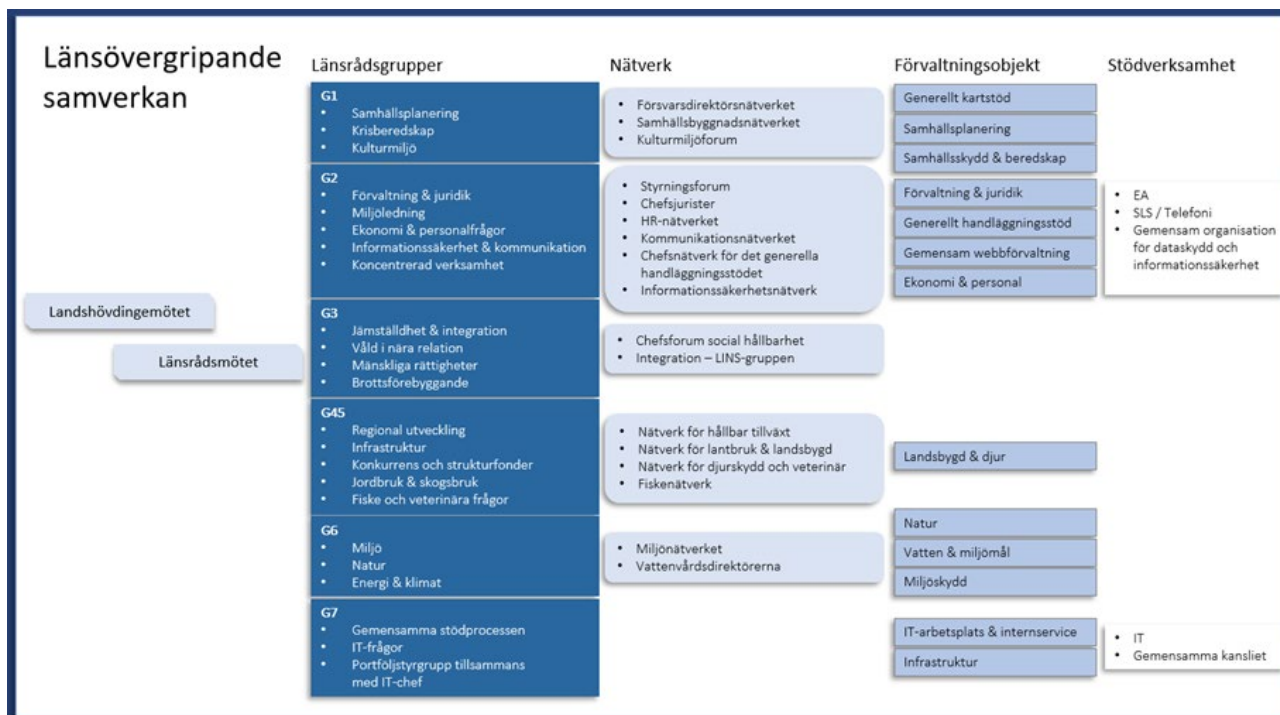 Länsövergripande
samverkan
Landshövdingemötet
Länsrådsmötet
Länsrådsgrupper
G1
• Samhällsplanering
• Krisberedskap
• Kulturmiljö
G2
• Förvaltning & juridik
• Miljöledning
• Ekonomi & personalfrågor
• Informationssäkerhet & kommunikation
• Koncentrerad verksamhet
G3
• Jämställdhet & integration
• Våld i nära relation
• Mänskliga rättigheter
• Brottsförebyggande
G45
• Regional utveckling
• Infrastruktur
• Konkurrens och strukturfonder
• Jordbruk & skogsbruk
• Fiske och veterinära frågor
G6
• Miljö
• Natur
• Energi & klimat
G7
• Gemensamma stödprocessen
• IT-frågor
• Portföljstyrgrupp tillsammans
med IT-chef
Nätverk
• Försvarsdirektörsnätverket
• Samhällsbyggnadsnätverket
• Kulturmiljöforum
• Styrningsforum
• Chefsjurister
• HR-nätverket
• Kommunikationsnätverket
• Chefsnätverk för det generella
handläggningsstödet
• Informationssäkerhetsnätverk
• Chefsforum social hållbarhet
• Integration – LINS-gruppen
• Nätverk för hållbar tillväxt
• Nätverk för lantbruk & landsbygd
• Nätverk för djurskydd och veterinär
• Fiskenätverk
• Miljönätverket
• Vattenvårdsdirektörerna
Förvaltningsobjekt
Generellt kartstöd
Samhällsplanering
Samhällsskydd & beredskap
Förvaltning & juridik
Generellt handläggningsstöd
Gemensam webbförvaltning
Ekonomi & personal
Landsbygd & djur
Natur
Vatten & miljömål
Miljöskydd
IT-arbetsplats & internservice
Infrastruktur
Stödverksamhet
• EA
• SLS / Telefoni
• Gemensam organisation
för dataskydd och
informationssäkerhet
• IT
• Gemensamma kansliet